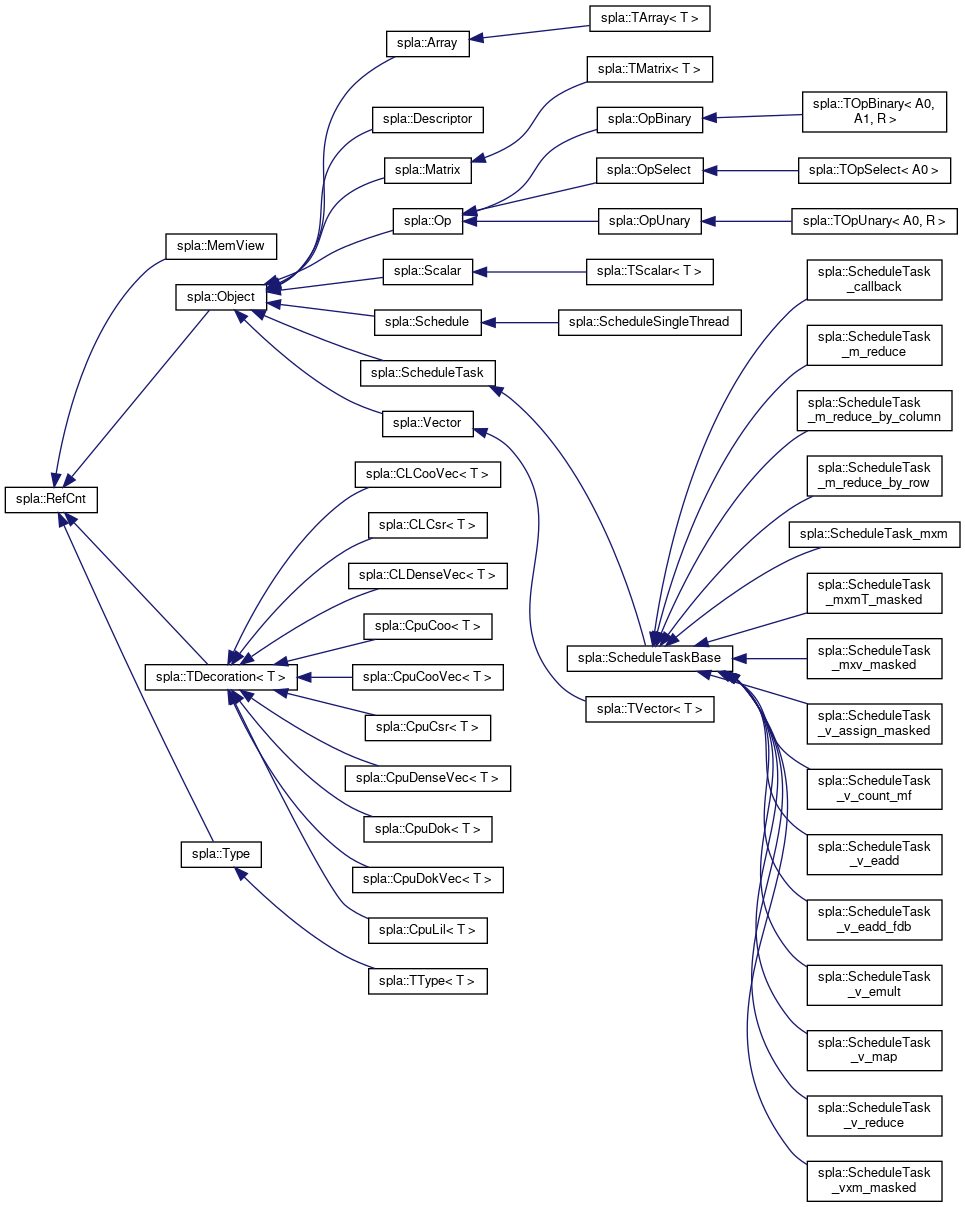 spla::RefCnt
spla::MemView
spla::Object
spla::TDecoration< T >
spla::Type
spla::Array
spla::Descriptor
spla::Matrix
spla::Op
spla::Scalar
spla::Schedule
spla::ScheduleTask
spla::Vector
spla::CLCooVec< T >
spla::CLCsr< T >
spla::CLDenseVec< T >
spla::CpuCoo< T >
spla::CpuCooVec< T >
spla::CpuCsr< T >
spla::CpuDenseVec< T >
spla::CpuDok< T >
spla::CpuDokVec< T >
spla::CpuLil< T >
spla::TType< T >
spla::TArray< T >
spla::TMatrix< T >
spla::OpBinary
spla::OpSelect
spla::OpUnary
spla::TScalar< T >
spla::ScheduleSingleThread
spla::ScheduleTaskBase
spla::TVector< T >
spla::TOpBinary< A0,
A1, R >
spla::TOpSelect< A0 >
spla::TOpUnary< A0, R >
spla::ScheduleTask
_callback
spla::ScheduleTask
_m_reduce
spla::ScheduleTask
_m_reduce_by_column
spla::ScheduleTask
_m_reduce_by_row
spla::ScheduleTask_mxm
spla::ScheduleTask
_mxmT_masked
spla::ScheduleTask
_mxv_masked
spla::ScheduleTask
_v_assign_masked
spla::ScheduleTask
_v_count_mf
spla::ScheduleTask
_v_eadd
spla::ScheduleTask
_v_eadd_fdb
spla::ScheduleTask
_v_emult
spla::ScheduleTask
_v_map
spla::ScheduleTask
_v_reduce
spla::ScheduleTask
_vxm_masked